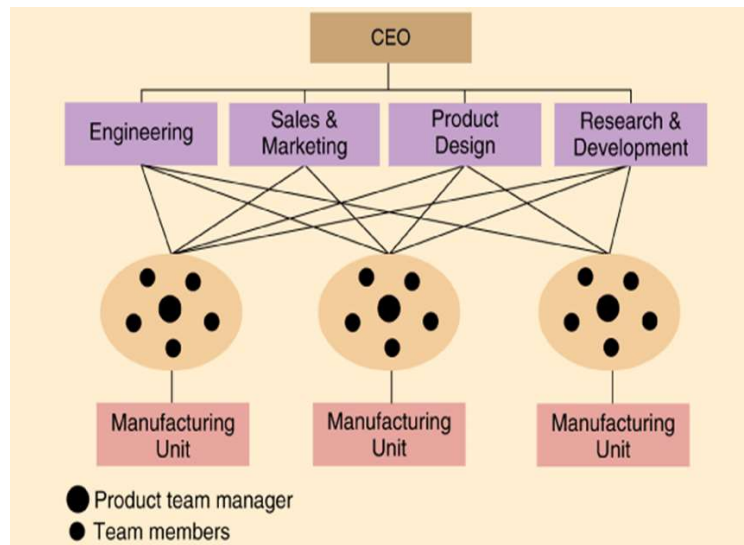 CEO
Engineering
Sales &
Marketing
Product
Design
Research &
Development
Manufacturing
Unit
Manufacturing
Unit
Manufacturing
Unit
Product team manager
Team members